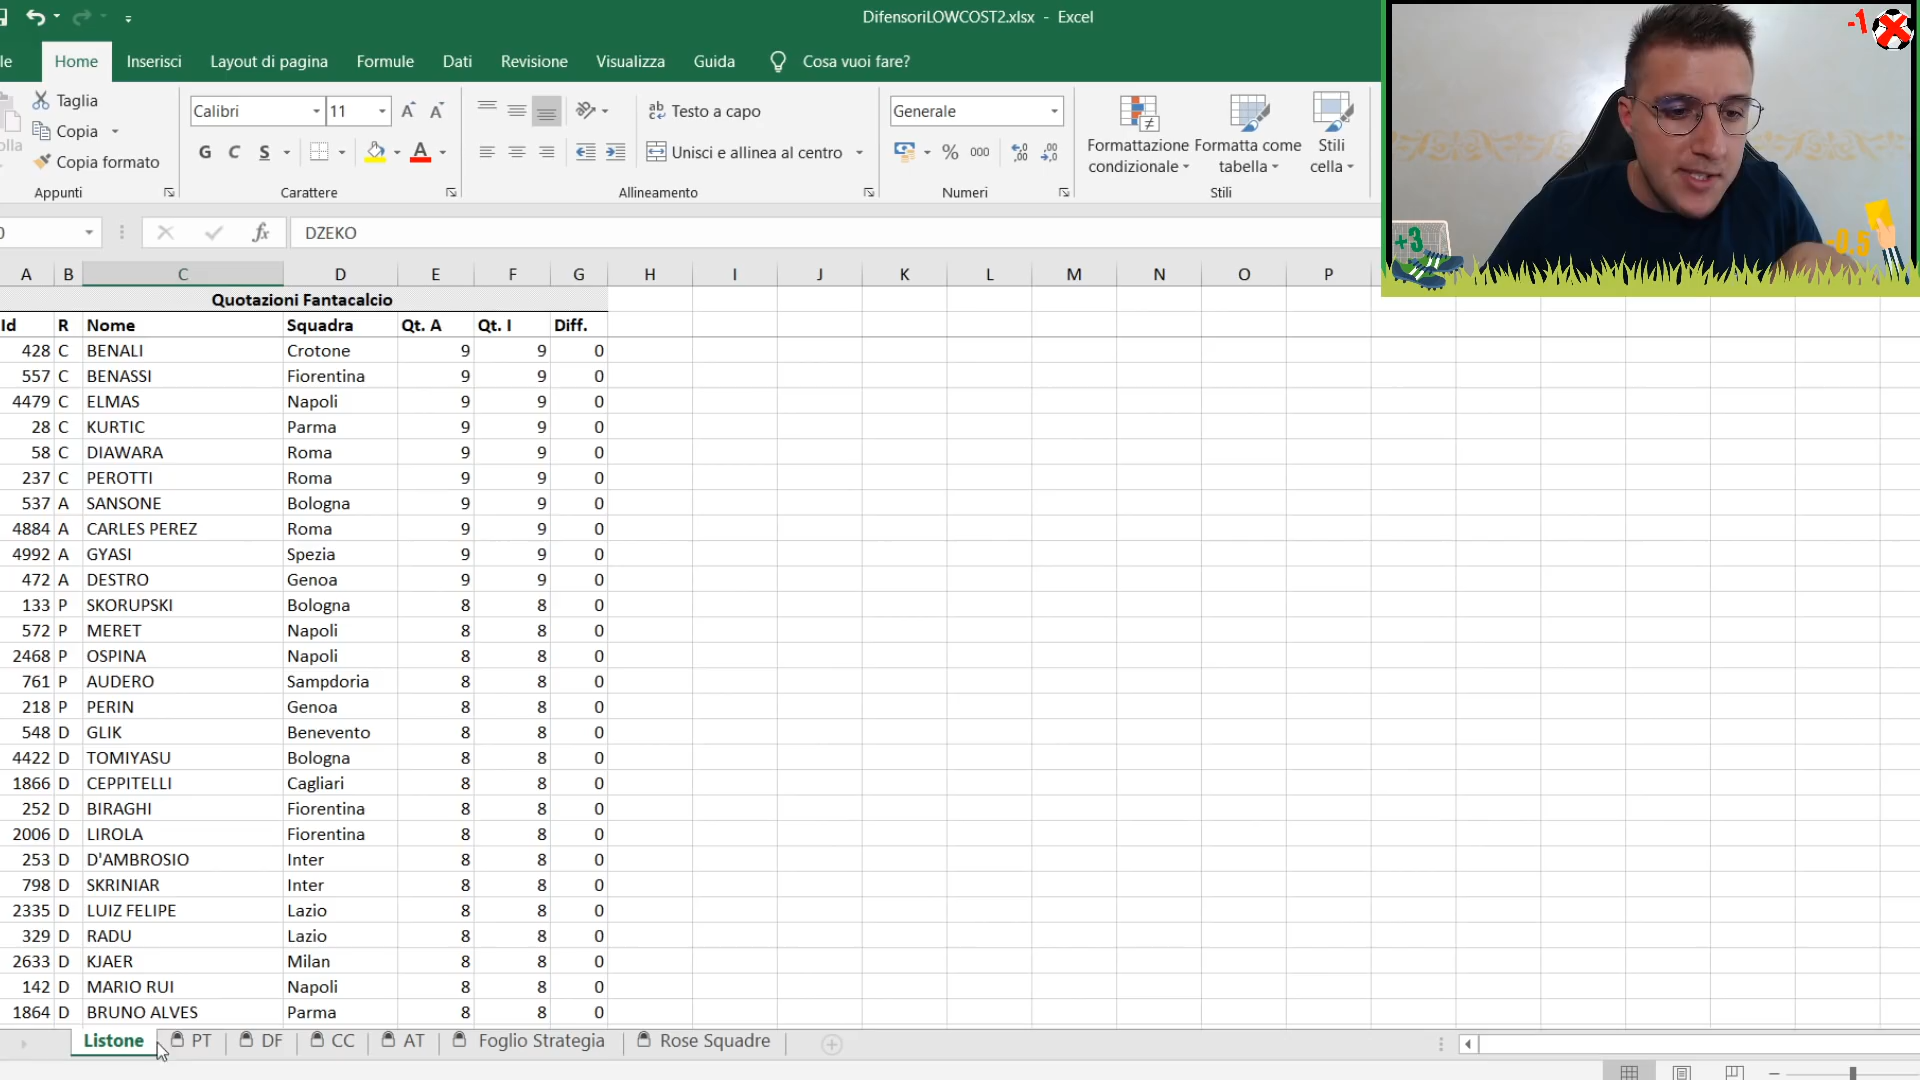 DifensoriLOWCOST2.xlsx - Excel
le Home Inserisci Layout di pagina Formule Dati Revisione Visualizza Guida Cosa vuoi fare?
Taglia
Copia
Copia formato
olla
Appunti
Calibri 11
G C S
Carattere
Testo a capo
Unisci e allinea al centro
Allineamento
Generale
% 000
Numeri
Formattazione condizionale
Formatta come tabella
Stili cella
Stili
0 fx DZEKO
A B C D E F G H I J K L M N O P
Quotazioni Fantacalcio
Id R Nome Squadra Qt. A Qt. I Diff.
428 C BENALI Crotone 9 9 0
557 C BENASSI Fiorentina 9 9 0
4479 C ELMAS Napoli 9 9 0
28 C KURTIC Parma 9 9 0
58 C DIAWARA Roma 9 9 0
237 C PEROTTI Roma 9 9 0
537 A SANSONE Bologna 9 9 0
4884 A CARLES PEREZ Roma 9 9 0
4992 A GYASI Spezia 9 9 0
472 A DESTRO Genoa 9 9 0
133 P SKORUPSKI Bologna 8 8 0
572 P MERET Napoli 8 8 0
2468 P OSPINA Napoli 8 8 0
761 P AUDERO Sampdoria 8 8 0
218 P PERIN Genoa 8 8 0
548 D GLIK Benevento 8 8 0
4422 D TOMIYASU Bologna 8 8 0
1866 D CEPPITELLI Cagliari 8 8 0
252 D BIRAGHI Fiorentina 8 8 0
2006 D LIROLA Fiorentina 8 8 0
253 D D'AMBROSIO Inter 8 8 0
798 D SKRINIAR Inter 8 8 0
2335 D LUIZ FELIPE Lazio 8 8 0
329 D RADU Lazio 8 8 0
2633 D KJAER Milan 8 8 0
142 D MARIO RUI Napoli 8 8 0
1864 D BRUNO ALVES Parma 8 8 0
Listone PT DF CC AT Foglio Strategia Rose Squadre
-1
+3
-0.5